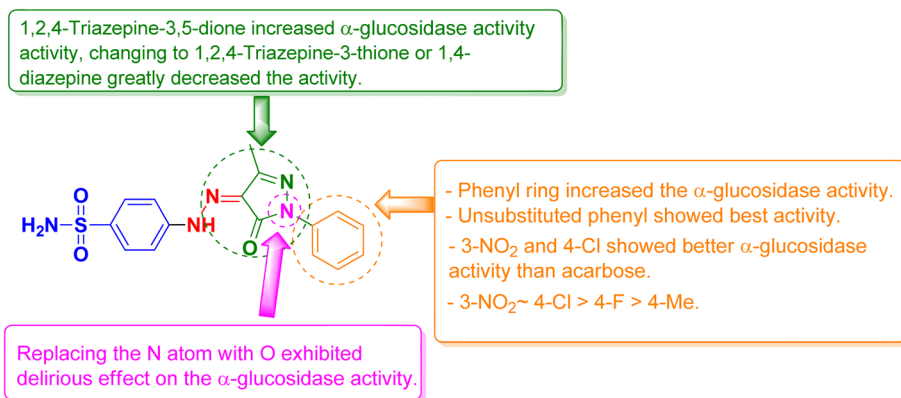 1,2,4-Triazepine-3,5-dione increased α-glucosidase activity
activity, changing to 1,2,4-Triazepine-3-thione or 1,4-
diazepine greatly decreased the activity.
O
H₂N
S
O
NH
N
N
N
O
- Phenyl ring increased the α-glucosidase activity.
- Unsubstituted phenyl showed best activity.
- 3-NO₂ and 4-Cl showed better α-glucosidase
activity than acarbose.
- 3-NO₂~ 4-Cl > 4-F > 4-Me.
Replacing the N atom with O exhibited
delirious effect on the α-glucosidase activity.